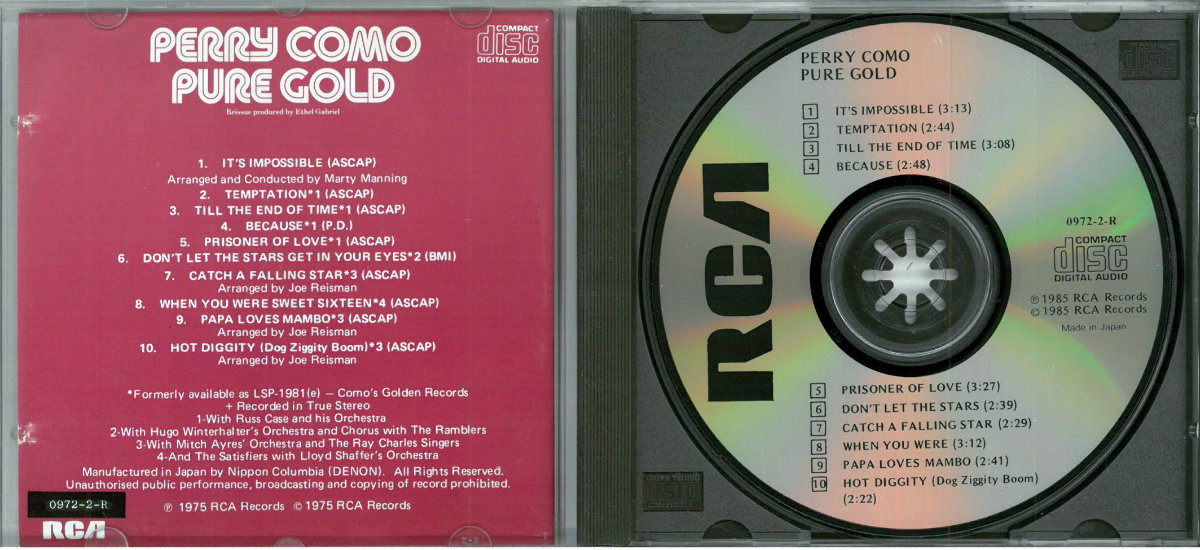 PERRY COMO
PURE GOLD
Reissue produced by Ethel Gabriel
COMPACT
disc
DIGITAL AUDIO
1. IT'S IMPOSSIBLE (ASCAP)
Arranged and Conducted by Marty Manning
2. TEMPTATION*1 (ASCAP)
3. TILL THE END OF TIME*1 (ASCAP)
4. BECAUSE*1 (P.D.)
5. PRISONER OF LOVE*1 (ASCAP)
6. DON'T LET THE STARS GET IN YOUR EYES*2 (BMI)
7. CATCH A FALLING STAR*3 (ASCAP)
Arranged by Joe Reisman
8. WHEN YOU WERE SWEET SIXTEEN*4 (ASCAP)
9. PAPA LOVES MAMBO*3 (ASCAP)
Arranged by Joe Reisman
10. HOT DIGGITY (Dog Ziggity Boom)*3 (ASCAP)
Arranged by Joe Reisman
*Formerly available as LSP-1981(e) – Como's Golden Records
+ Recorded in True Stereo
1-With Russ Case and his Orchestra
2-With Hugo Winterhalter's Orchestra and Chorus with The Ramblers
3-With Mitch Ayres' Orchestra and The Ray Charles Singers
4-And The Satisfiers with Lloyd Shaffer's Orchestra
Manufactured in Japan by Nippon Columbia (DENON). All Rights Reserved.
Unauthorised public performance, broadcasting and copying of record prohibited.
℗ 1975 RCA Records © 1975 RCA Records
0972-2-R
RCA
PERRY COMO
PURE GOLD
1 IT'S IMPOSSIBLE (3:13)
2 TEMPTATION (2:44)
3 TILL THE END OF TIME (3:08)
4 BECAUSE (2:48)
RCA
0972-2-R
COMPACT
disc
DIGITAL AUDIO
℗ 1985 RCA Records
© 1985 RCA Records
Made in Japan
5 PRISONER OF LOVE (3:27)
6 DON'T LET THE STARS (2:39)
7 CATCH A FALLING STAR (2:29)
8 WHEN YOU WERE (3:12)
9 PAPA LOVES MAMBO (2:41)
10 HOT DIGGITY (Dog Ziggity Boom)
(2:22)
COMPACT
disc
DIGITAL AUDIO
COMPACT
disc
DIGITAL AUDIO